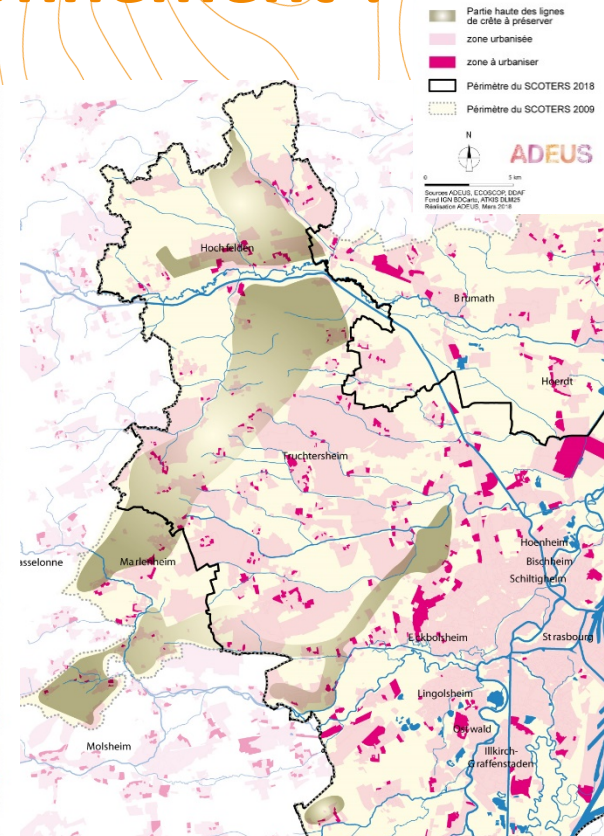 Partie haute des lignes
de crête à préserver
zone urbanisée
zone à urbaniser
Périmètre du SCOTERS 2018
Périmètre du SCOTERS 2009
N
ADEUS
0 5 km
Sources ADEUS, ECOSCOP, DDAF
Fond IGN BDCarto, ATKIS DLM25
Réalisation ADEUS, Mars 2018
Hochfelden
Brumath
Hoerdt
Truchtersheim
Hoenheim
asselonne
Marlenheim
Bischheim
Schiltigheim
Eckbolsheim
Strasbourg
Lingolsheim
Ostwald
Molsheim
Illkirch-
Graffenstaden